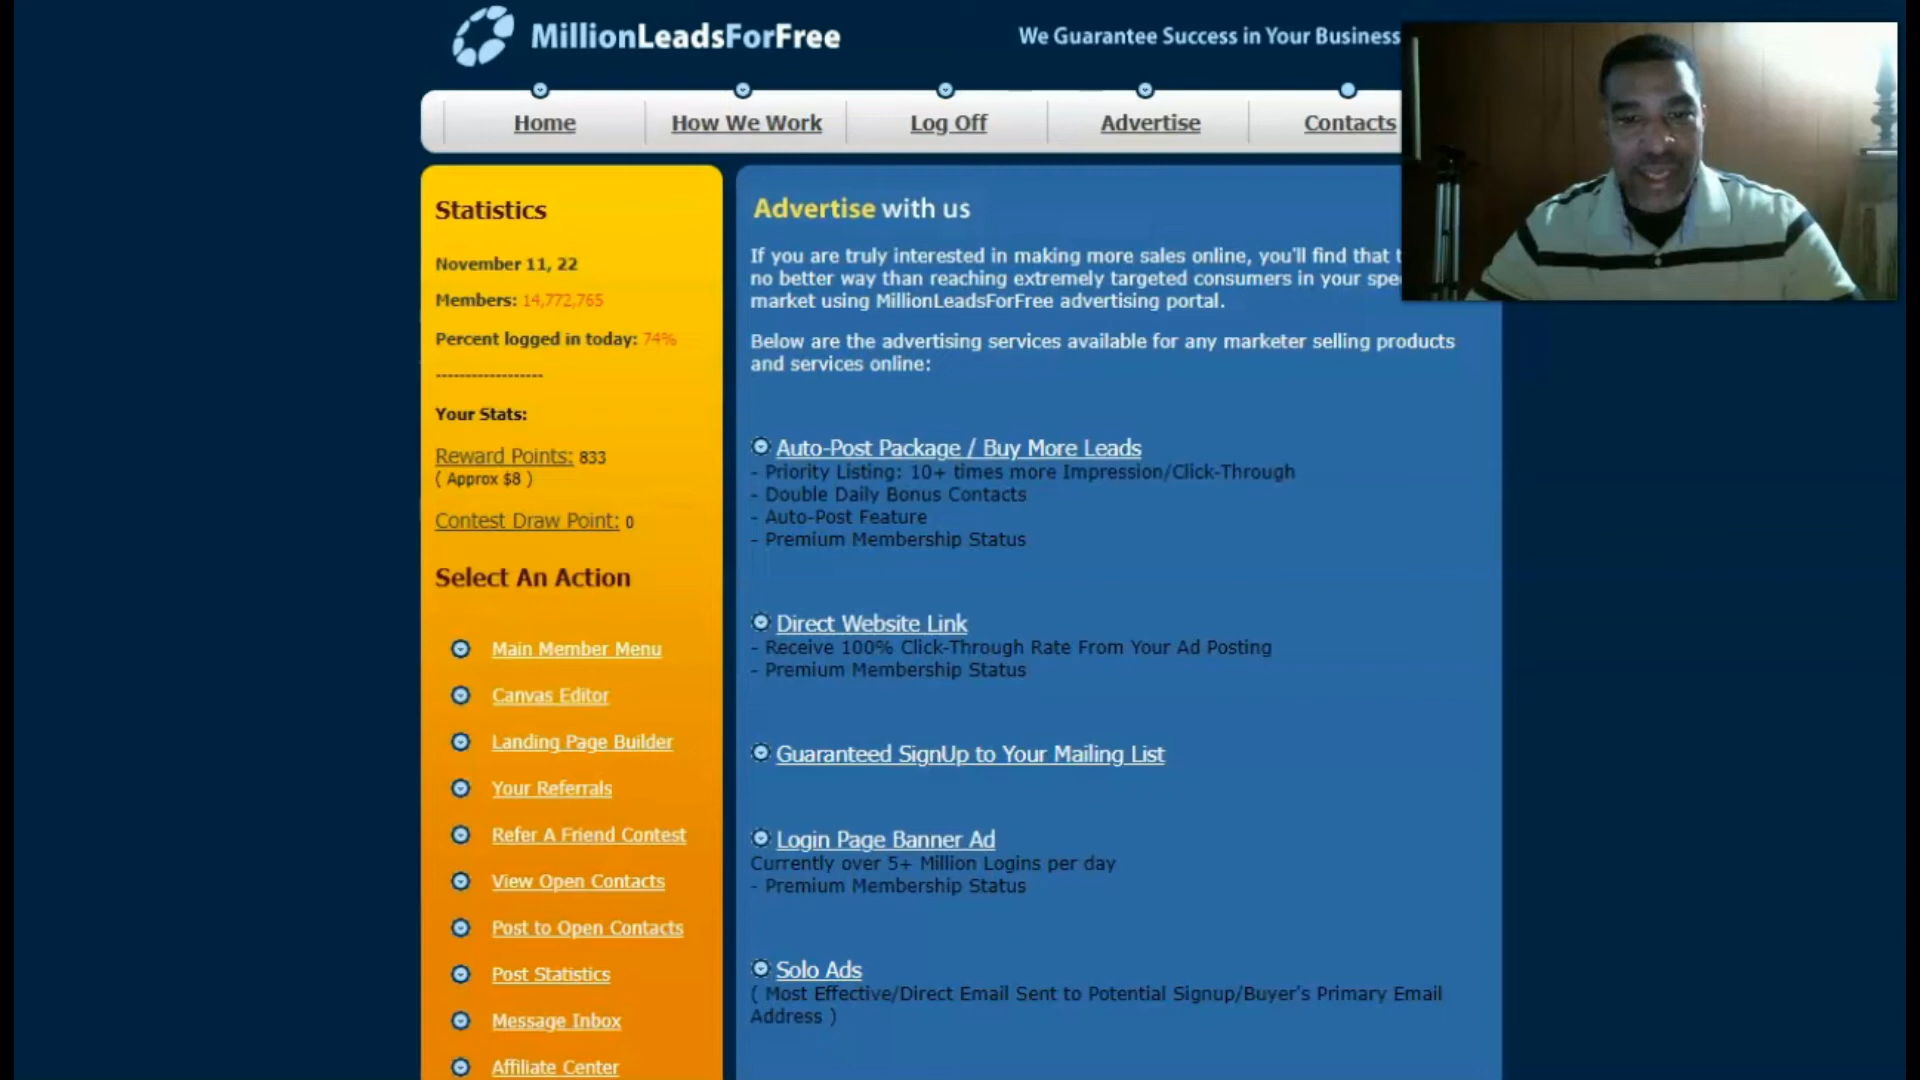 MillionLeadsForFree
We Guarantee Success in Your Business
Home
How We Work
Log Off
Advertise
Contacts
Statistics
November 11, 22
Members: 14,772,765
Percent logged in today: 74%
------------------
Your Stats:
Reward Points: 833
( Approx $8 )
Contest Draw Point: 0
Select An Action
Main Member Menu
Canvas Editor
Landing Page Builder
Your Referrals
Refer A Friend Contest
View Open Contacts
Post to Open Contacts
Post Statistics
Message Inbox
Affiliate Center
Advertise with us
If you are truly interested in making more sales online, you'll find that
no better way than reaching extremely targeted consumers in your
market using MillionLeadsForFree advertising portal.
Below are the advertising services available for any marketer selling products
and services online:
Auto-Post Package / Buy More Leads
- Priority Listing: 10+ times more Impression/Click-Through
- Double Daily Bonus Contacts
- Auto-Post Feature
- Premium Membership Status
Direct Website Link
- Receive 100% Click-Through Rate From Your Ad Posting
- Premium Membership Status
Guaranteed SignUp to Your Mailing List
Login Page Banner Ad
Currently over 5+ Million Logins per day
- Premium Membership Status
Solo Ads
( Most Effective/Direct Email Sent to Potential Signup/Buyer's Primary Email
Address )